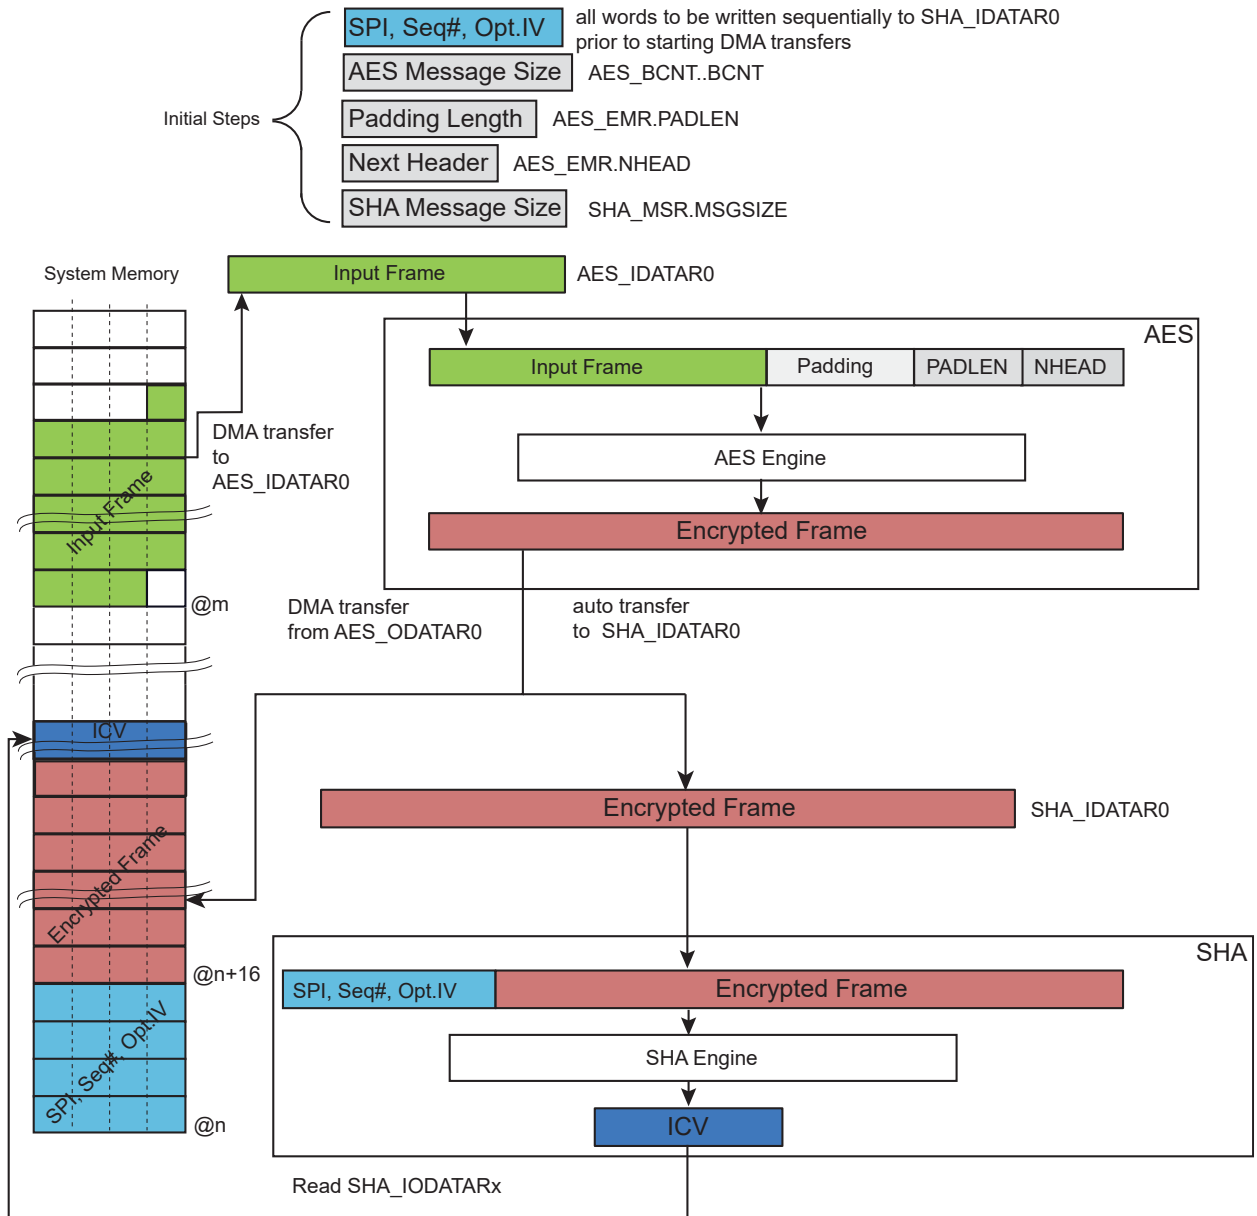 SPI, Seq#, Opt.IV
all words to be written sequentially to SHA_IDATAR0
prior to starting DMA transfers
AES Message Size
AES_BCNT..BCNT
Initial Steps
Padding Length
AES_EMR.PADLEN
Next Header
AES_EMR.NHEAD
SHA Message Size
SHA_MSR.MSGSIZE
System Memory
Input Frame
AES_IDATAR0
AES
Input Frame
Padding
PADLEN
NHEAD
DMA transfer
to
AES_IDATAR0
AES Engine
Input Frame
Encrypted Frame
@m
DMA transfer
from AES_ODATAR0
auto transfer
to SHA_IDATAR0
ICV
Encrypted Frame
SHA_IDATAR0
Encrypted Frame
SHA
@n+16
SPI, Seq#, Opt.IV
Encrypted Frame
SPI, Seq#, Opt.IV
SHA Engine
@n
ICV
Read SHA_IODATARx